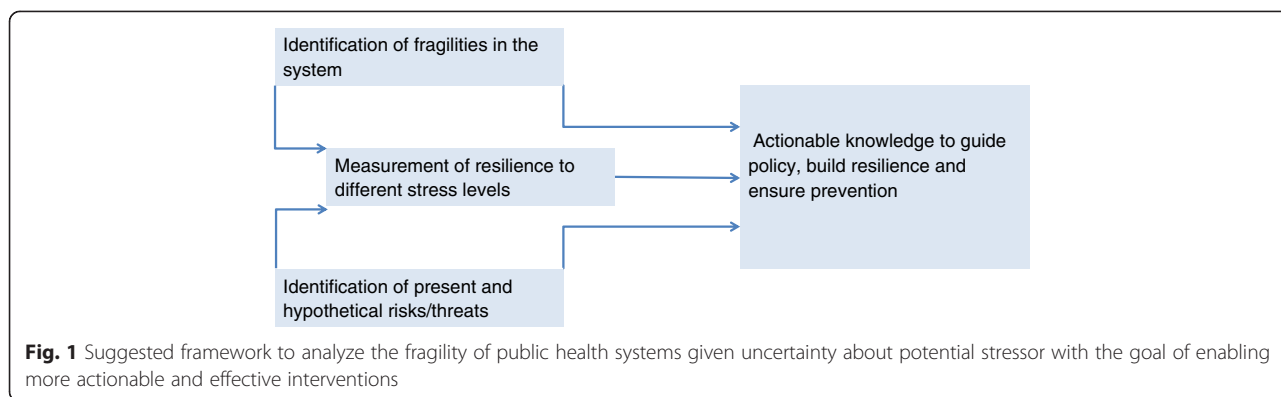 Identification of fragilities in the
system
Measurement of resilience to
different stress levels
Actionable knowledge to guide
policy, build resilience and
ensure prevention
Identification of present and
hypothetical risks/threats
Fig. 1 Suggested framework to analyze the fragility of public health systems given uncertainty about potential stressor with the goal of enabling
more actionable and effective interventions